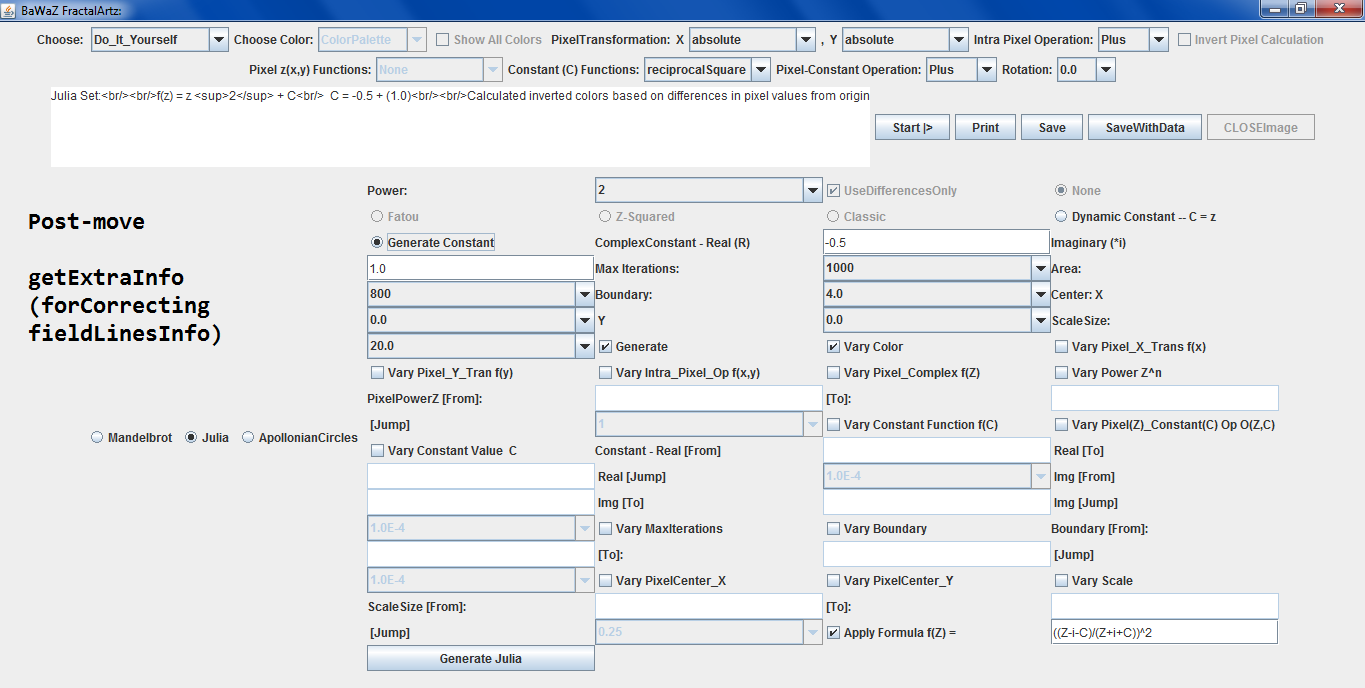 BaWaZ FractalArtz:
Choose: Do_It_Yourself Choose Color: ColorPalette Show All Colors PixelTransformation: X absolute , Y absolute Intra Pixel Operation: Plus Invert Pixel Calculation
Pixel z(x,y) Functions: None Constant (C) Functions: reciprocalSquare Pixel-Constant Operation: Plus Rotation: 0.0
Julia Set:<br/><br/>f(z) = z <sup>2</sup> + C<br/> C = -0.5 + (1.0)<br/><br/>Calculated inverted colors based on differences in pixel values from origin
Start |> Print Save SaveWithData CLOSEImage
Post-move
getExtraInfo
(forCorrecting
fieldLinesInfo)
Mandelbrot Julia ApollonianCircles
Power: 2 UseDifferencesOnly None
Fatou Z-Squared Classic Dynamic Constant -- C = z
Generate Constant ComplexConstant - Real (R) -0.5 Imaginary (*i)
1.0 Max Iterations: 1000 Area:
800 Boundary: 4.0 Center: X
0.0 Y 0.0 ScaleSize:
20.0 Generate Vary Color Vary Pixel_X_Trans f(x)
Vary Pixel_Y_Tran f(y) Vary Intra_Pixel_Op f(x,y) Vary Pixel_Complex f(Z) Vary Power Z^n
PixelPowerZ [From]: [To]:
[Jump] 1 Vary Constant Function f(C) Vary Pixel(Z)_Constant(C) Op O(Z,C)
Vary Constant Value C Constant - Real [From] Real [To]
Real [Jump] 1.0E-4 Img [From]
Img [To] Img [Jump]
1.0E-4 Vary MaxIterations Vary Boundary Boundary [From]:
[To]: [Jump]
1.0E-4 Vary PixelCenter_X Vary PixelCenter_Y Vary Scale
ScaleSize [From]: [To]:
[Jump] 0.25 Apply Formula f(Z) = ((Z-i-C)/(Z+i+C))^2
Generate Julia